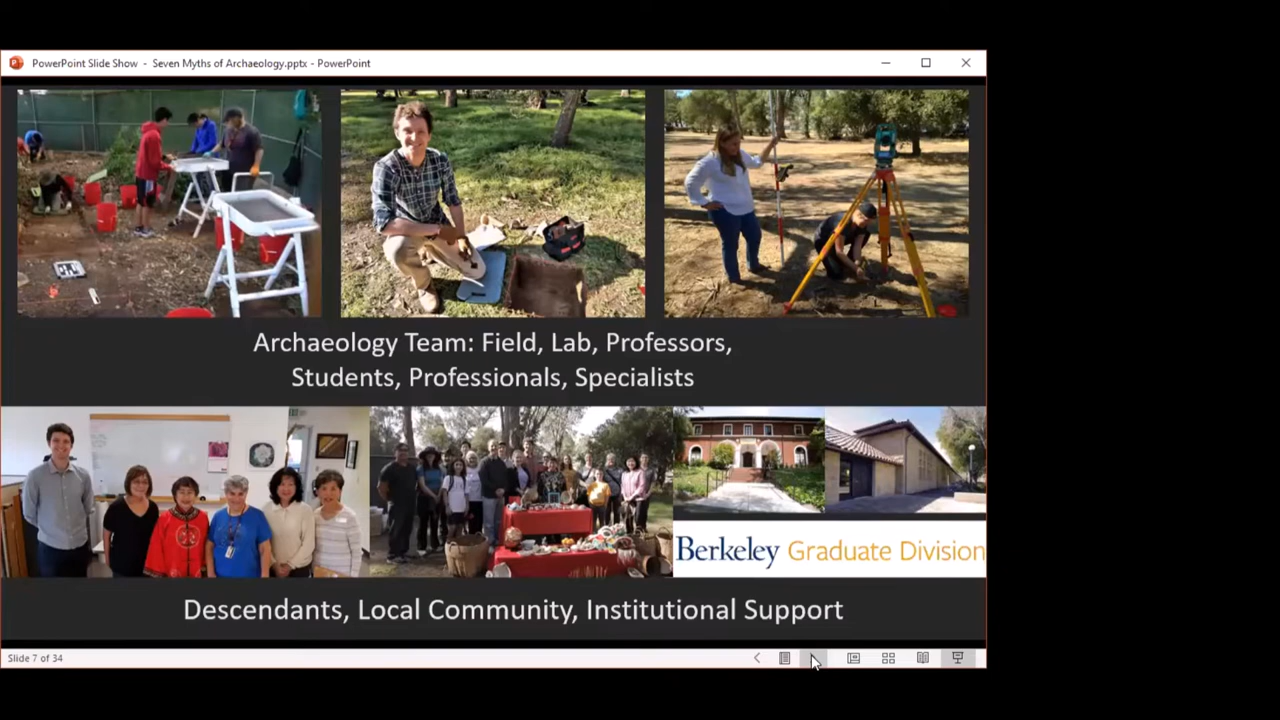 PowerPoint Slide Show - Seven Myths of Archaeology.pptx - PowerPoint
Archaeology Team: Field, Lab, Professors,
Students, Professionals, Specialists
Berkeley Graduate Division
Descendants, Local Community, Institutional Support
Slide 7 of 34